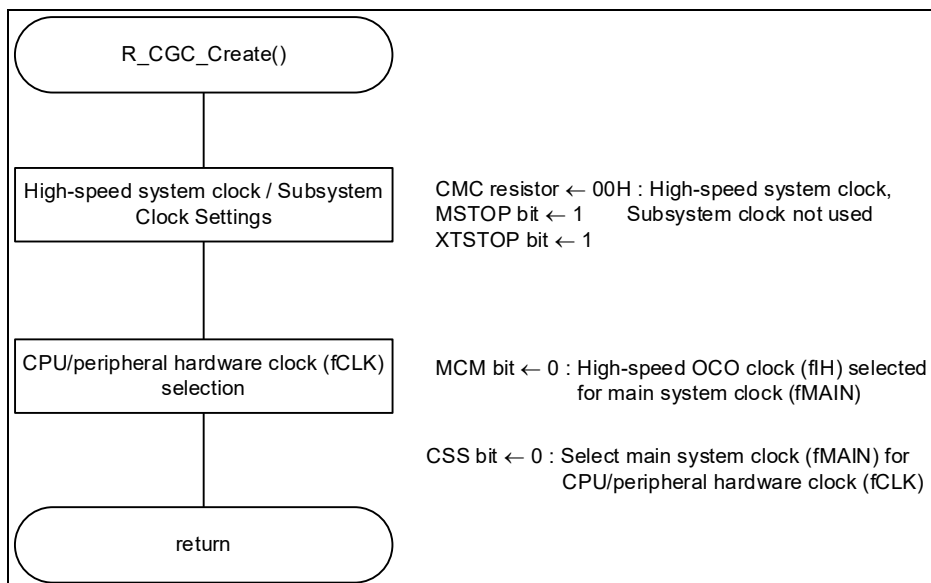 R_CGC_Create()
High-speed system clock / Subsystem
Clock Settings
CMC resistor ← 00H : High-speed system clock,
MSTOP bit ← 1 Subsystem clock not used
XTSTOP bit ← 1
CPU/peripheral hardware clock (fCLK)
selection
MCM bit ← 0 : High-speed OCO clock (fIH) selected
for main system clock (fMAIN)
CSS bit ← 0 : Select main system clock (fMAIN) for
CPU/peripheral hardware clock (fCLK)
return